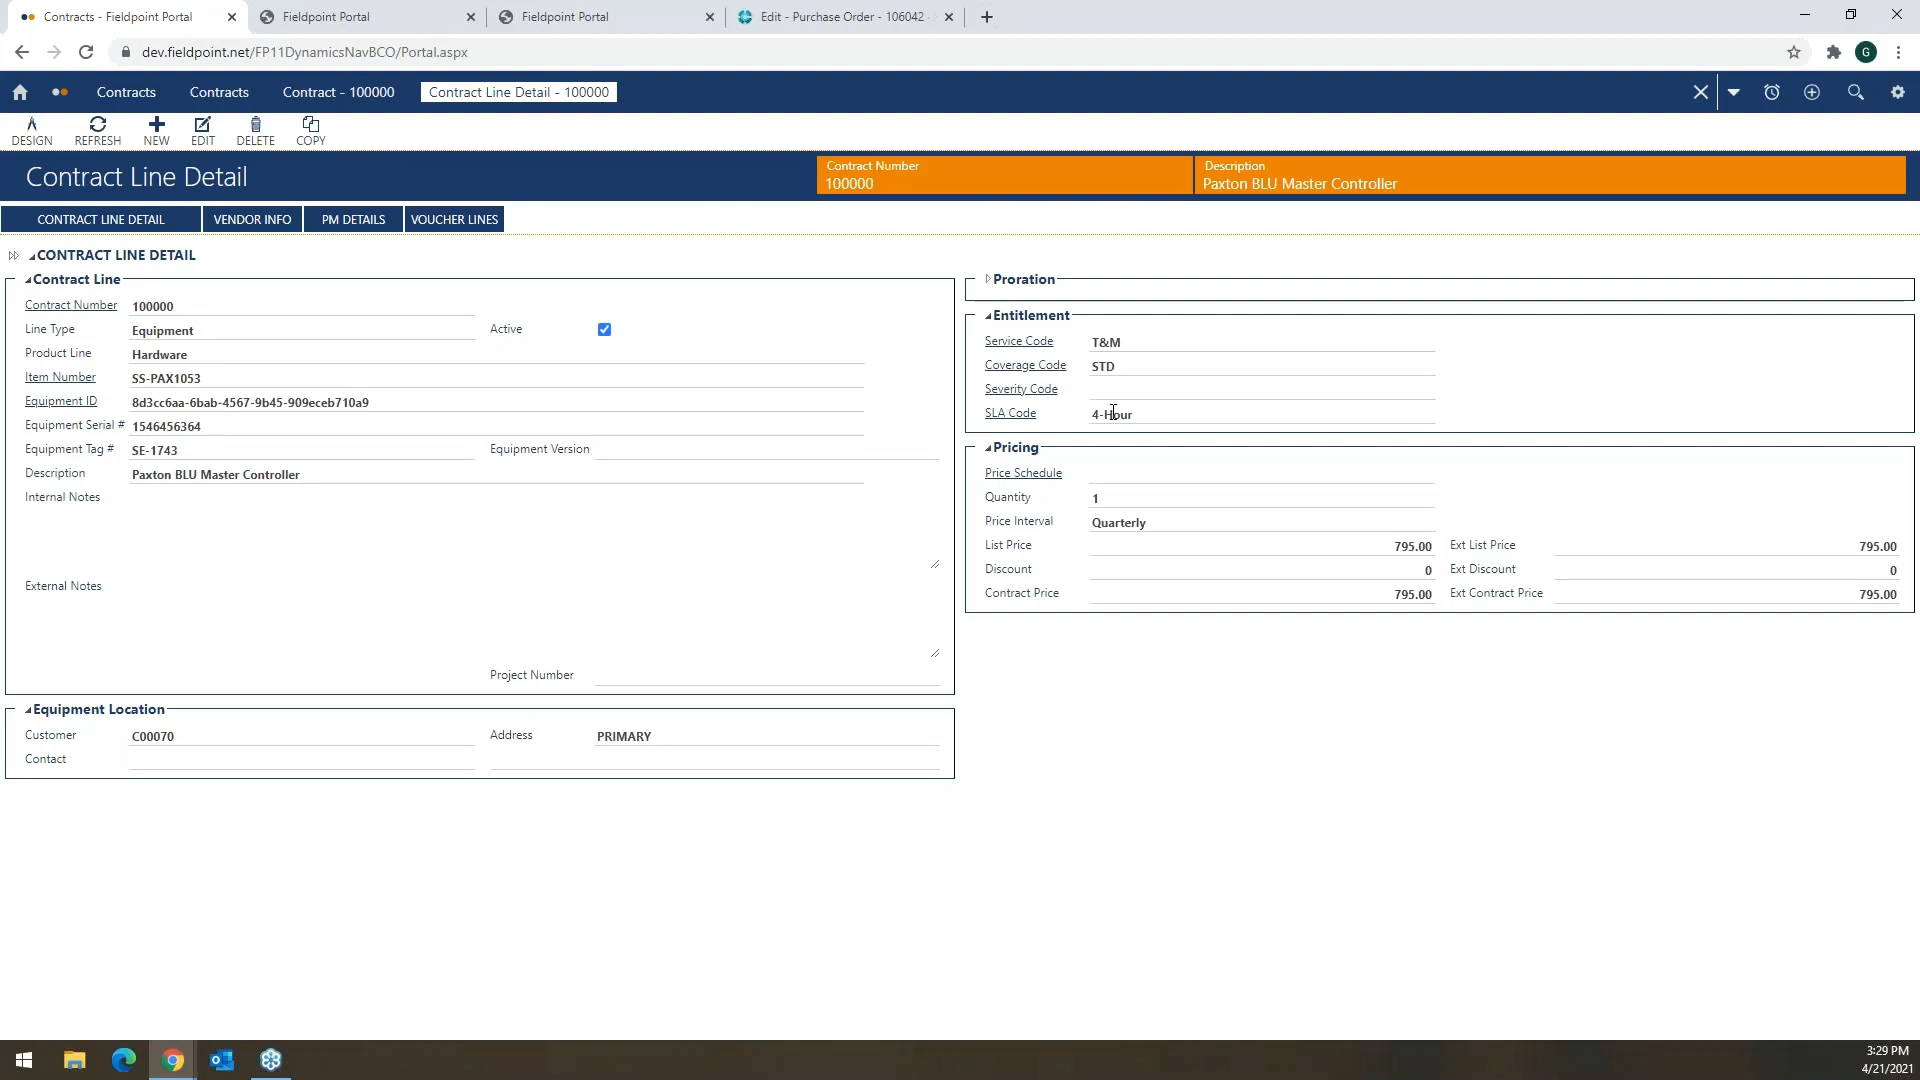 Contracts - Fieldpoint Portal
Fieldpoint Portal
Fieldpoint Portal
Edit - Purchase Order - 106042
dev.fieldpoint.net/FP11DynamicsNavBCO/Portal.aspx
G
Contracts
Contracts
Contract - 100000
Contract Line Detail - 100000
DESIGN
REFRESH
NEW
EDIT
DELETE
COPY
Contract Line Detail
Contract Number
100000
Description
Paxton BLU Master Controller
CONTRACT LINE DETAIL
VENDOR INFO
PM DETAILS
VOUCHER LINES
CONTRACT LINE DETAIL
Contract Line
Contract Number 100000
Line Type Equipment Active
Product Line Hardware
Item Number SS-PAX1053
Equipment ID 8d3cc6aa-6bab-4567-9b45-909eceb710a9
Equipment Serial # 1546456364
Equipment Tag # SE-1743 Equipment Version
Description Paxton BLU Master Controller
Internal Notes
External Notes
Project Number
Equipment Location
Customer C00070 Address PRIMARY
Contact
Proration
Entitlement
Service Code T&M
Coverage Code STD
Severity Code
SLA Code 4-Hour
Pricing
Price Schedule
Quantity 1
Price Interval Quarterly
List Price 795.00 Ext List Price 795.00
Discount 0 Ext Discount 0
Contract Price 795.00 Ext Contract Price 795.00
3:29 PM
4/21/2021